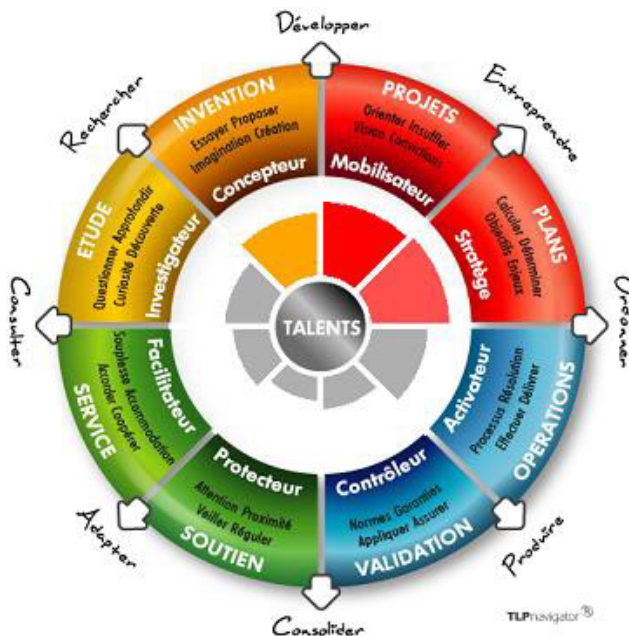 Développer
Entreprendre
Ordonner
Produire
Consolider
Adapter
Consulter
Rechercher
PROJETS
Orienter Insuffler
Vision Convictions
Mobilisateur
PLANS
Calculer Déterminer
Objectifs Enjeux
Stratège
OPERATIONS
Processus Résolution
Effectuer Délivrer
Activateur
Contrôleur
Normes Garanties
Appliquer Assurer
VALIDATION
Protecteur
Attention Proximité
Veiller Réguler
SOUTIEN
Facilitateur
Souplesse Accommodation
Accorder Coopérer
SERVICE
ETUDE
Questionner Approfondir
Curiosité Découverte
Investigateur
INVENTION
Essayer Proposer
Imagination Création
Concepteur
TALENTS
TLPnavigator ®